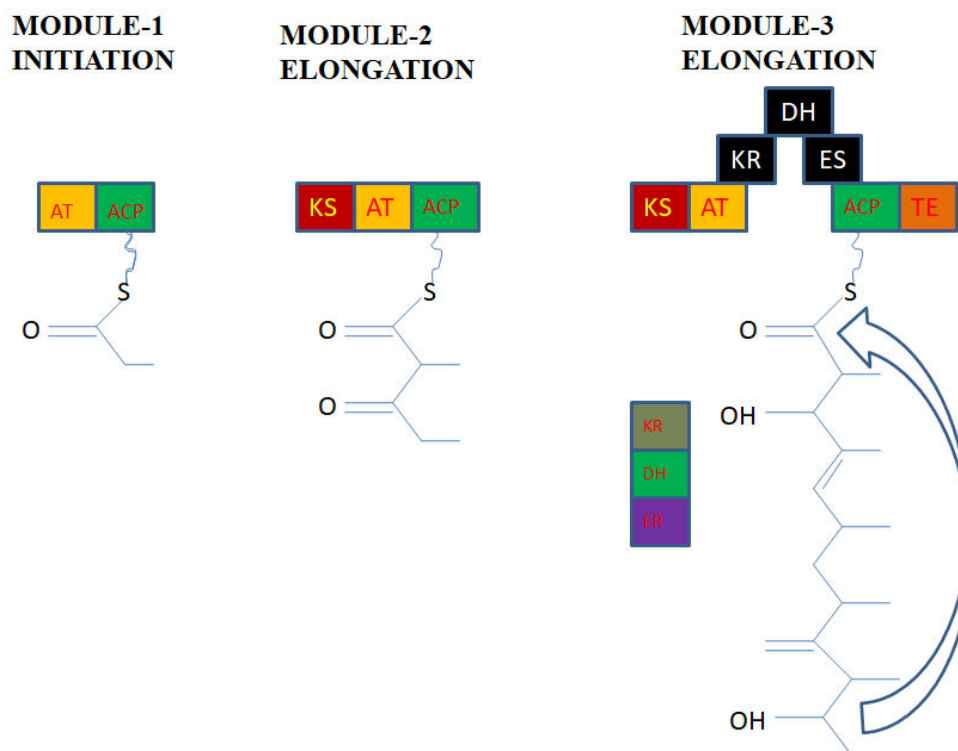 MODULE-1
INITIATION
MODULE-2
ELONGATION
MODULE-3
ELONGATION
DH
KR ES
AT ACP
KS AT ACP
KS AT ACP TE
S
O
S
O
O
S
O
OH
KR
DH
ER
OH